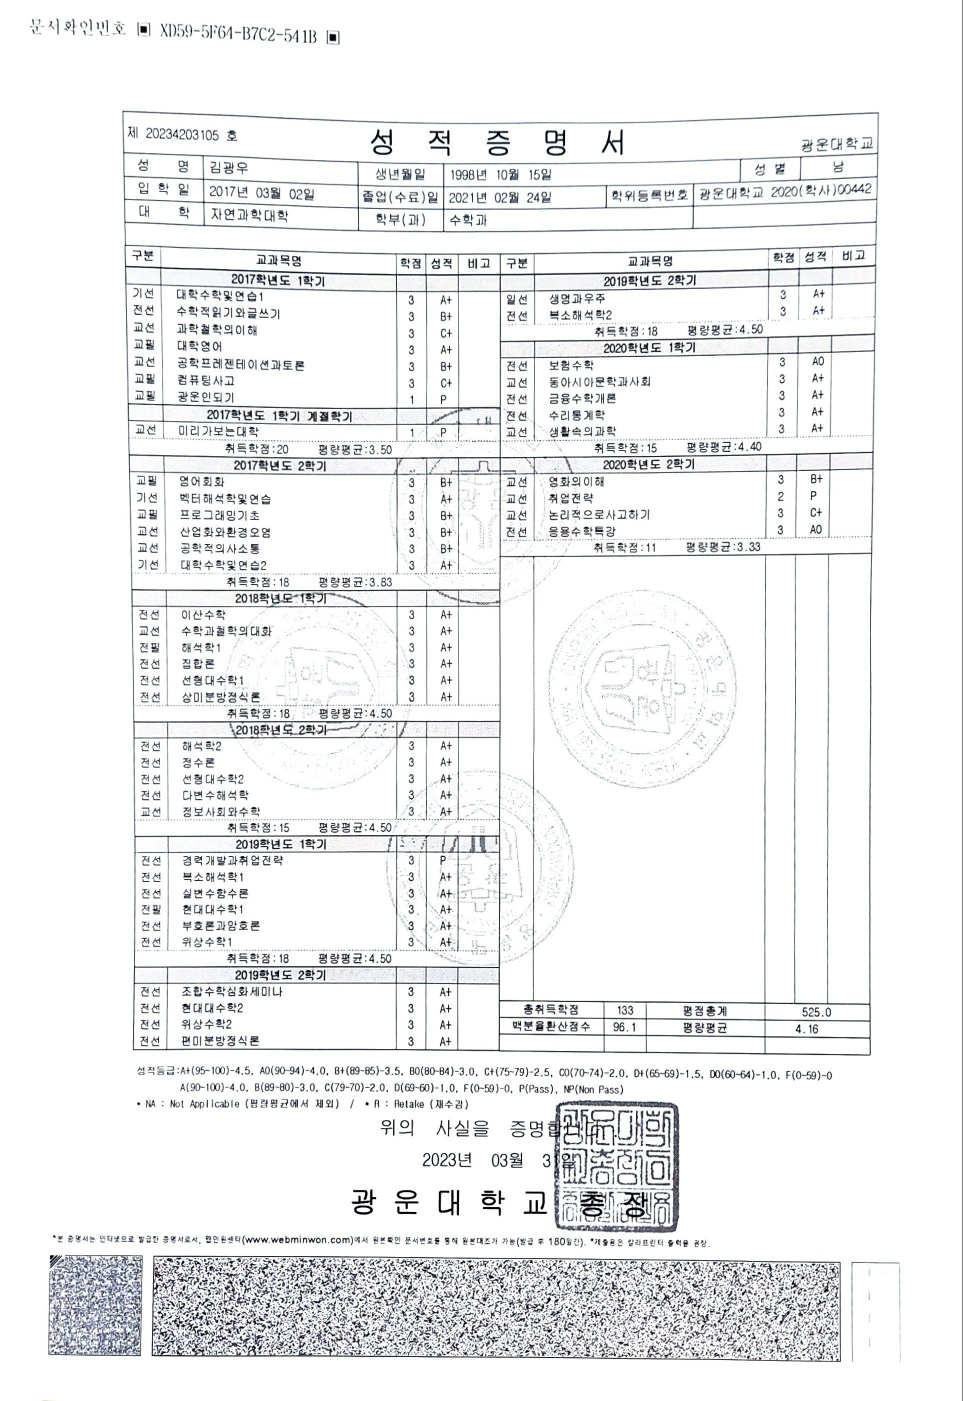 문서확인번호 ▣ XD59-5F64-B7C2-541B ▣
제 20234203105 호
성 적 증 명 서
광운대학교
성 명 김광우 생년월일 1998년 10월 15일 성 별 남
입 학 일 2017년 03월 02일 졸업(수료)일 2021년 02월 24일 학위등록번호 광운대학교 2020(학사)00442
대 학 자연과학대학 학부(과) 수학과
구분 교과목명 학점 성적 비고
2017학년도 1학기
기선 대학수학및연습1 3 A+
전선 수학적읽기와글쓰기 3 B+
교선 과학철학의이해 3 C+
교필 대학영어 3 A+
교선 공학프레젠테이션과토론 3 B+
교필 컴퓨팅사고 3 C+
교필 광운인되기 1 P
2017학년도 1학기 계절학기
교선 미리가보는대학 1 P
취득학점:20 평량평균:3.50
2017학년도 2학기
교필 영어회화 3 B+
기선 벡터해석학및연습 3 A+
교필 프로그래밍기초 3 B+
교선 산업화와환경오염 3 B+
교선 공학적의사소통 3 B+
기선 대학수학및연습2 3 A+
취득학점:18 평량평균:3.83
2018학년도 1학기
전선 이산수학 3 A+
교선 수학과철학의대화 3 A+
전필 해석학1 3 A+
전선 집합론 3 A+
전선 선형대수학1 3 A+
전선 상미분방정식론 3 A+
취득학점:18 평량평균:4.50
2018학년도 2학기
전선 해석학2 3 A+
전선 정수론 3 A+
전선 선형대수학2 3 A+
전선 다변수해석학 3 A+
교선 정보사회와수학 3 A+
취득학점:15 평량평균:4.50
2019학년도 1학기
전선 경력개발과취업전략 3 P
전선 복소해석학1 3 A+
전선 실변수함수론 3 A+
전필 현대대수학1 3 A+
전선 부호론과암호론 3 A+
전선 위상수학1 3 A+
취득학점:18 평량평균:4.50
2019학년도 2학기
전선 조합수학심화세미나 3 A+
전선 현대대수학2 3 A+
전선 위상수학2 3 A+
전선 편미분방정식론 3 A+
구분 교과목명 학점 성적 비고
2019학년도 2학기
일선 생명과우주 3 A+
전선 복소해석학2 3 A+
취득학점:18 평량평균:4.50
2020학년도 1학기
전선 보험수학 3 A0
교선 동아시아문학과사회 3 A+
전선 금융수학개론 3 A+
전선 수리통계학 3 A+
교선 생활속의과학 3 A+
취득학점:15 평량평균:4.40
2020학년도 2학기
교선 영화의이해 3 B+
교선 취업전략 2 P
교선 논리적으로사고하기 3 C+
전선 응용수학특강 3 A0
취득학점:11 평량평균:3.33
총취득학점 133 평점총계 525.0
백분율환산점수 96.1 평량평균 4.16
성적등급:A+(95-100)-4.5, A0(90-94)-4.0, B+(89-85)-3.5, B0(80-84)-3.0, C+(75-79)-2.5, C0(70-74)-2.0, D+(65-69)-1.5, D0(60-64)-1.0, F(0-59)-0
A(90-100)-4.0, B(89-80)-3.0, C(79-70)-2.0, D(69-60)-1.0, F(0-59)-0, P(Pass), NP(Non Pass)
* NA : Not Applicable (평량평균에서 제외) / * R : Retake (재수강)
위의 사실을 증명합니다.
2023년 03월 31일
광 운 대 학 교 총 장
*본 증명서는 인터넷으로 발급한 증명서로서, 웹민원센터(www.webminwon.com)에서 원본확인 문서번호를 통해 원본대조가 가능(발급 후 180일간). *제출용은 칼라프린터 출력을 권장.